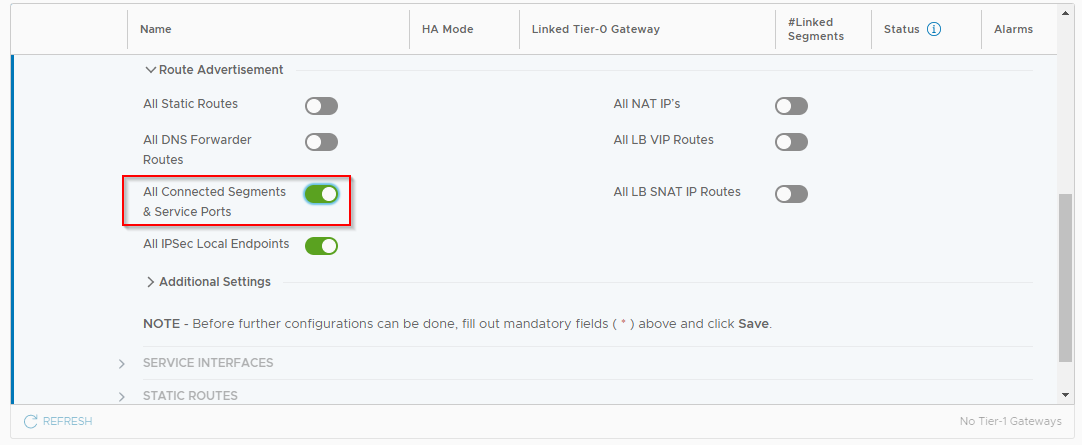 Name HA Mode Linked Tier-0 Gateway #Linked Segments Status Alarms
Route Advertisement
All Static Routes All NAT IP's
All DNS Forwarder Routes All LB VIP Routes
All Connected Segments & Service Ports All LB SNAT IP Routes
All IPSec Local Endpoints
Additional Settings
NOTE - Before further configurations can be done, fill out mandatory fields ( * ) above and click Save.
SERVICE INTERFACES
STATIC ROUTES
REFRESH No Tier-1 Gateways